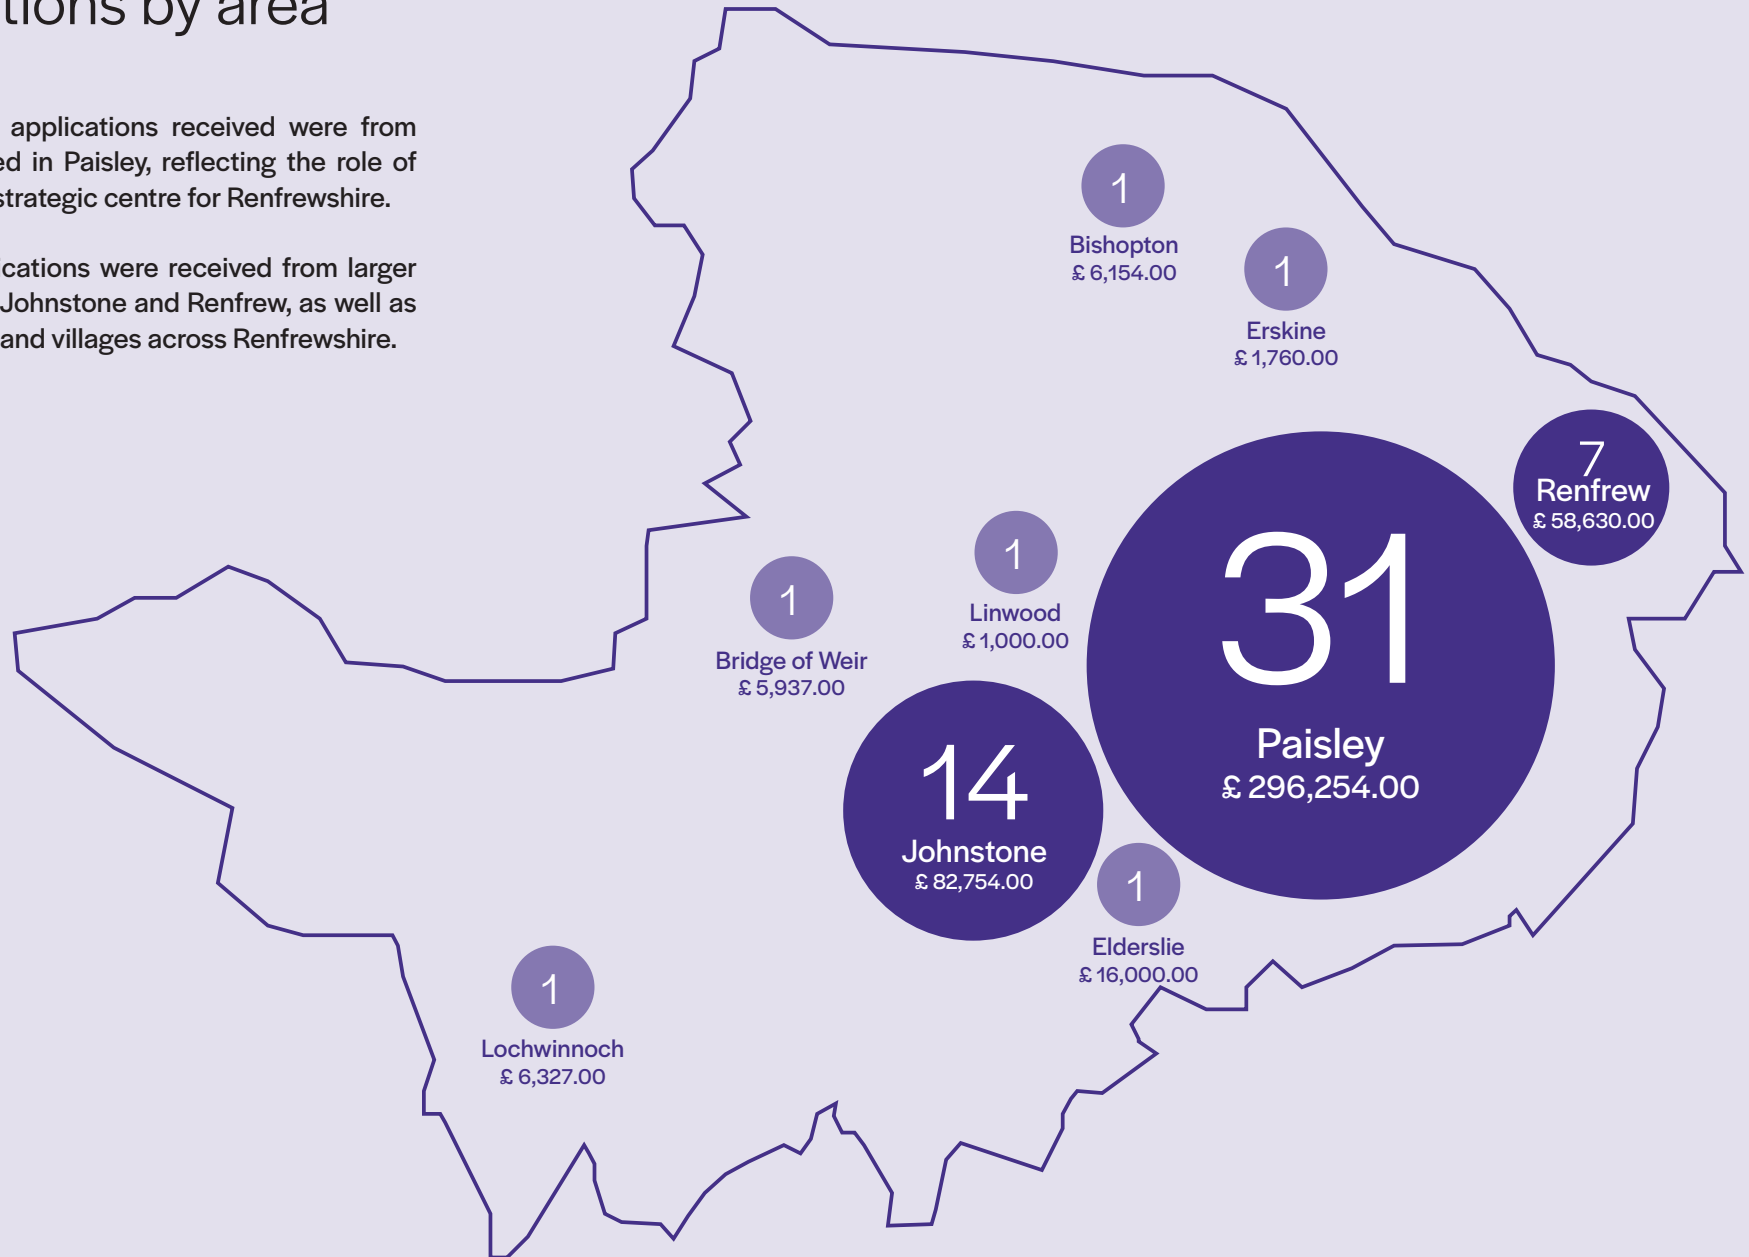 tions by area
applications received were from
ed in Paisley, reflecting the role of
strategic centre for Renfrewshire.
ications were received from larger
Johnstone and Renfrew, as well as
and villages across Renfrewshire.
1
Bishopton
£ 6,154.00
1
Erskine
£ 1,760.00
7
Renfrew
£ 58,630.00
31
Paisley
£ 296,254.00
1
Linwood
£ 1,000.00
1
Bridge of Weir
£ 5,937.00
14
Johnstone
£ 82,754.00
1
Elderslie
£ 16,000.00
1
Lochwinnoch
£ 6,327.00